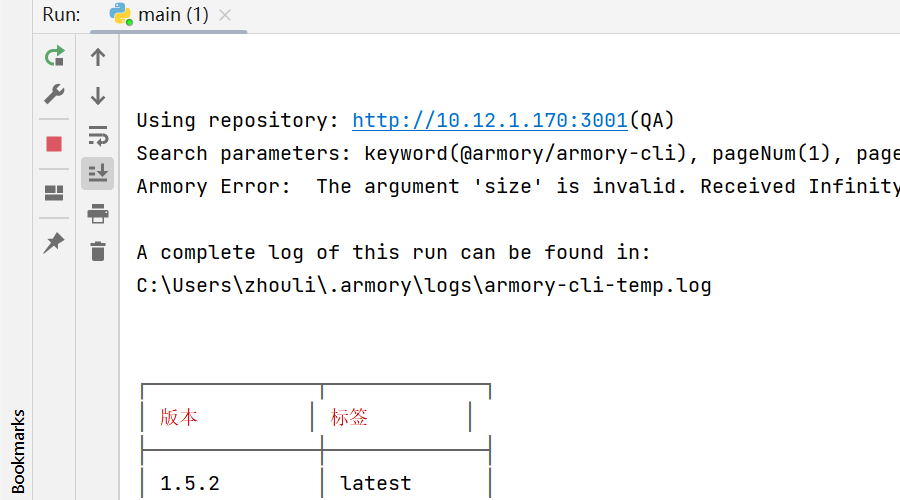 Run: main (1)
Using repository: http://10.12.1.170:3001(QA)
Search parameters: keyword(@armory/armory-cli), pageNum(1), page
Armory Error:  The argument 'size' is invalid. Received Infinity
A complete log of this run can be found in:
C:\Users\zhouli\.armory\logs\armory-cli-temp.log
版本 标签
1.5.2 latest
Bookmarks